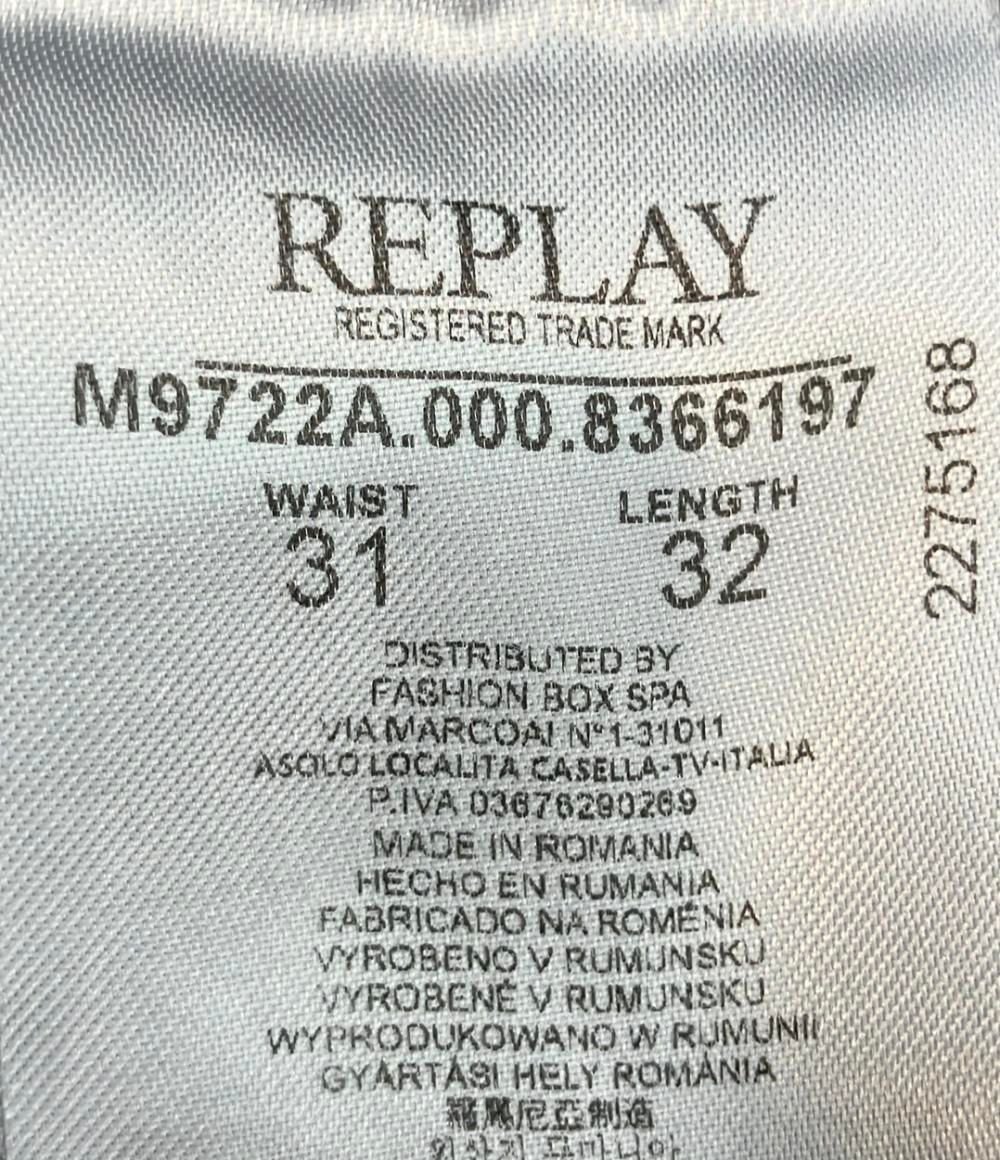 REPLAY
REGISTERED TRADE MARK
M9722A.000.8366197
WAIST LENGTH
31 32
2275168
DISTRIBUTED BY
FASHION BOX SPA
VIA MARCOAI N°1-31011
ASOLO LOCALITA CASELLA-TV-ITALIA
P.IVA 03676290269
MADE IN ROMANIA
HECHO EN RUMANIA
FABRICADO NA ROMÉNIA
VYROBENO V RUMUNSKU
VYROBENÉ V RUMUNSKU
WYPRODUKOWANO W RUMUNII
GYÁRTÁSI HELY ROMÁNIA
羅馬尼亞制造